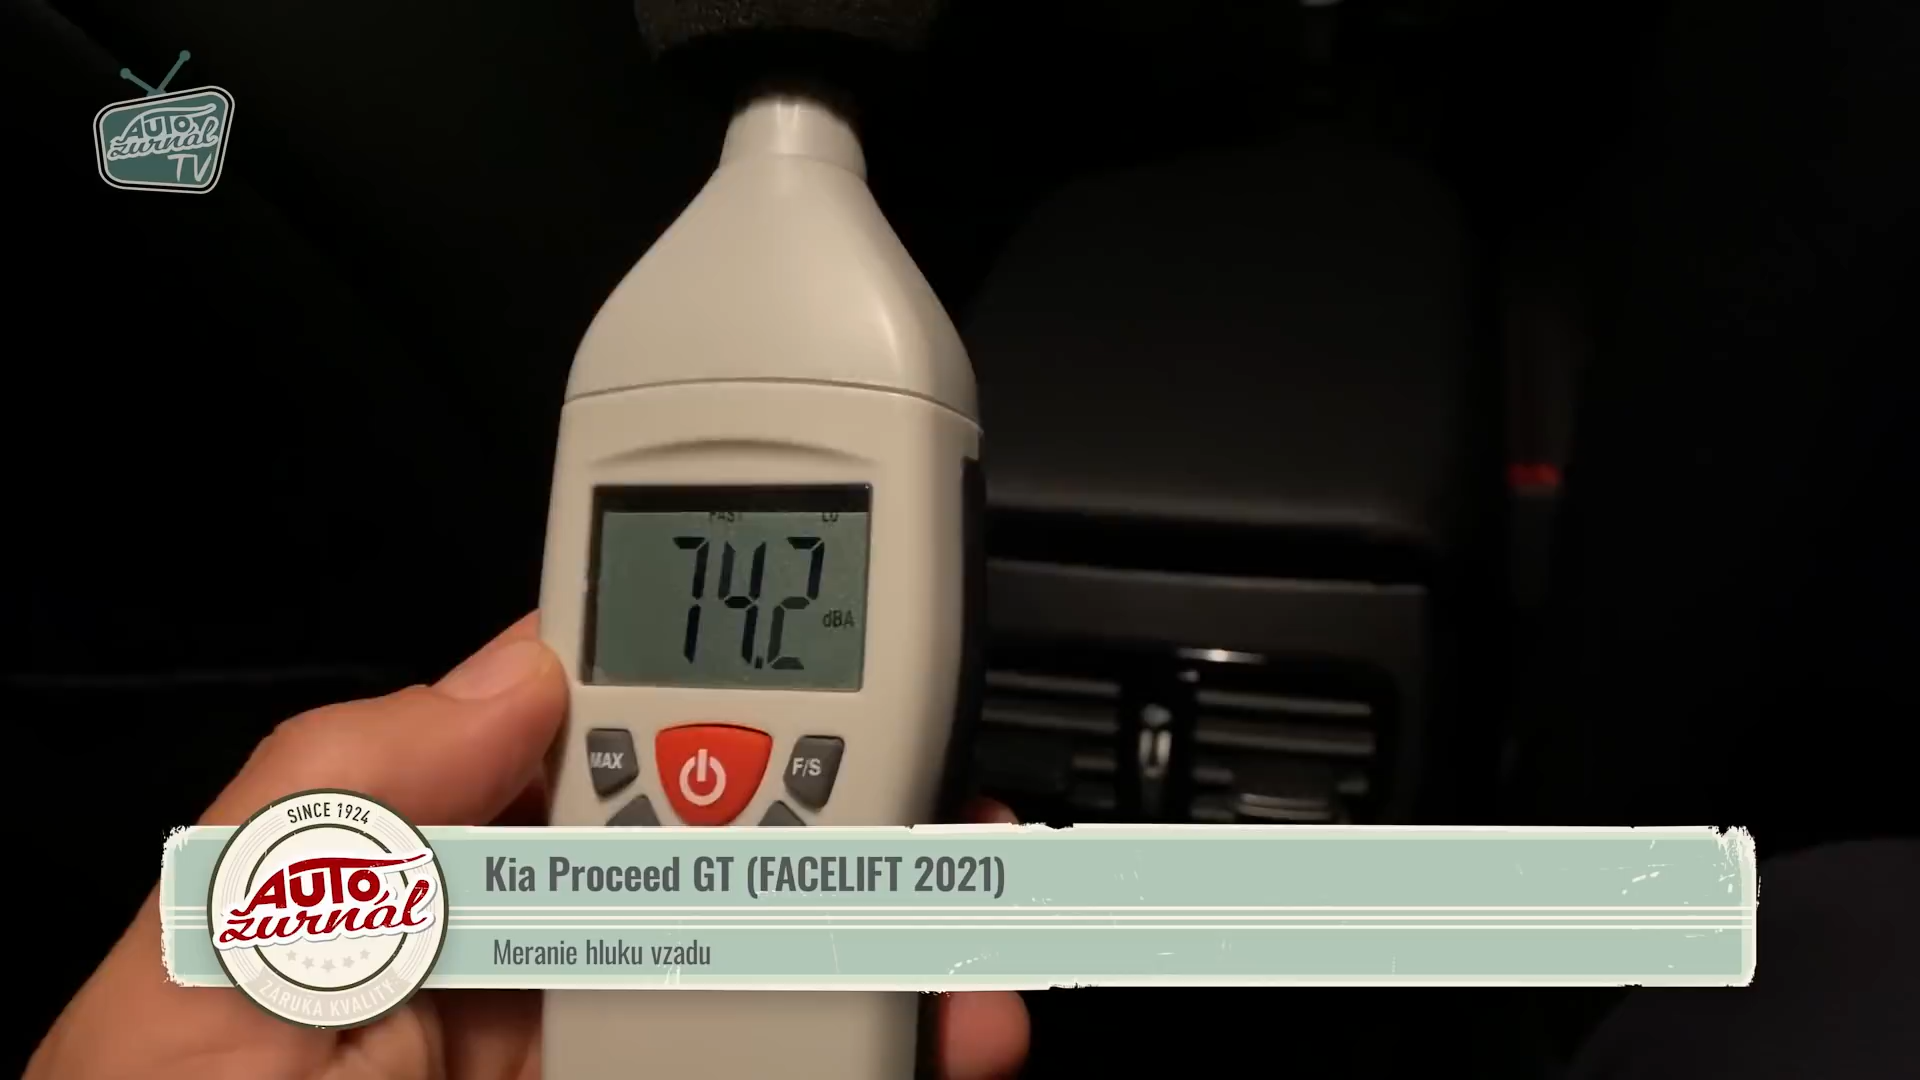 AUTO
žurnál
TV
FAST LO
74.2
dBA
MAX
F/S
SINCE 1924
AUTO
žurnál
ZÁRUKA KVALITY
Kia Proceed GT (FACELIFT 2021)
Meranie hluku vzadu